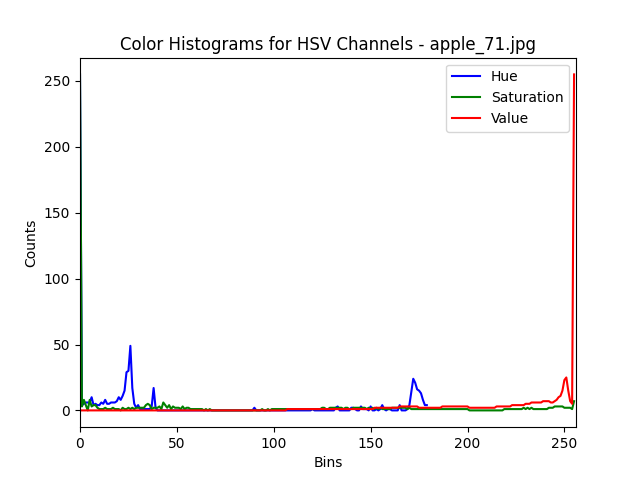 Color Histograms for HSV Channels - apple_71.jpg
Hue
Saturation
Value
Counts
250
200
150
100
50
0
0 50 100 150 200 250
Bins